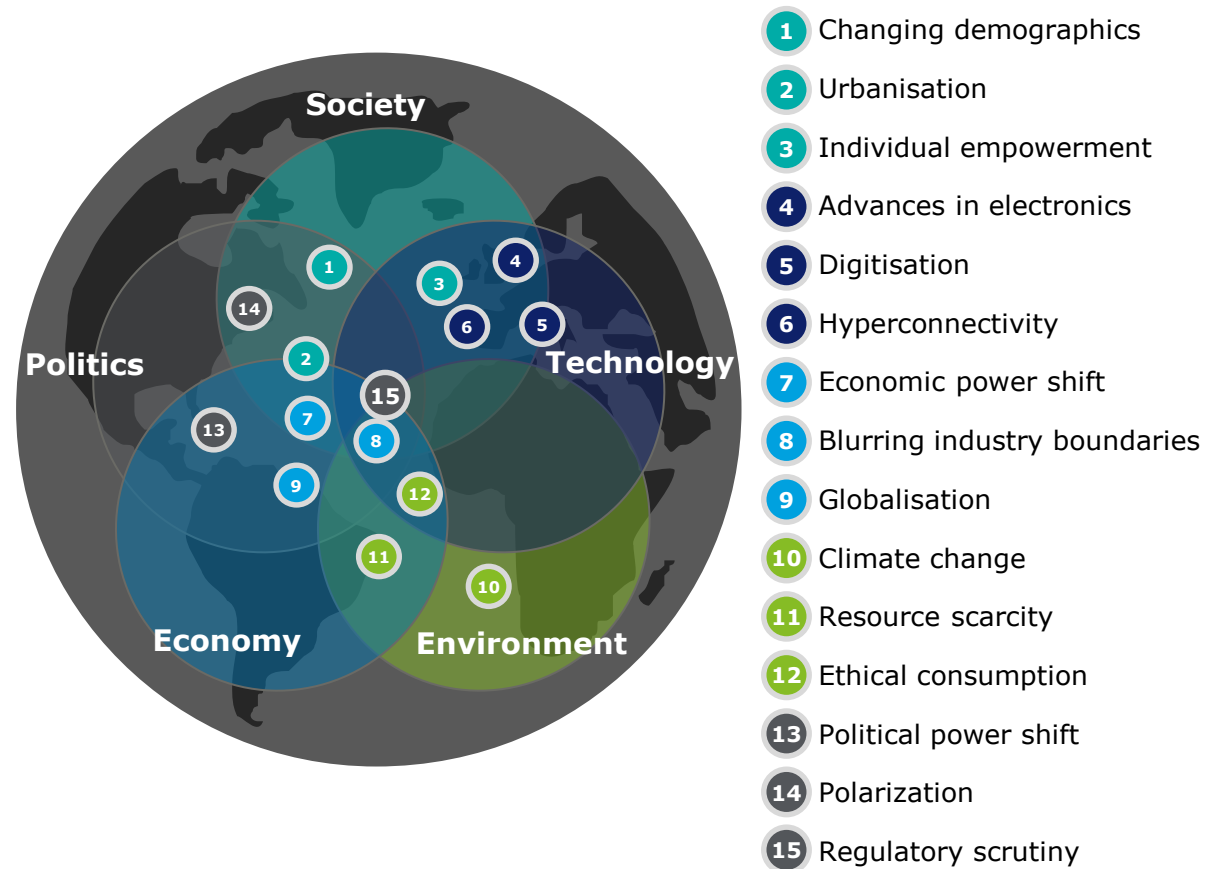 Society
Politics
Technology
Economy
Environment
1
14
3
4
6
5
2
15
7
13
8
9
12
11
10
1 Changing demographics
2 Urbanisation
3 Individual empowerment
4 Advances in electronics
5 Digitisation
6 Hyperconnectivity
7 Economic power shift
8 Blurring industry boundaries
9 Globalisation
10 Climate change
11 Resource scarcity
12 Ethical consumption
13 Political power shift
14 Polarization
15 Regulatory scrutiny